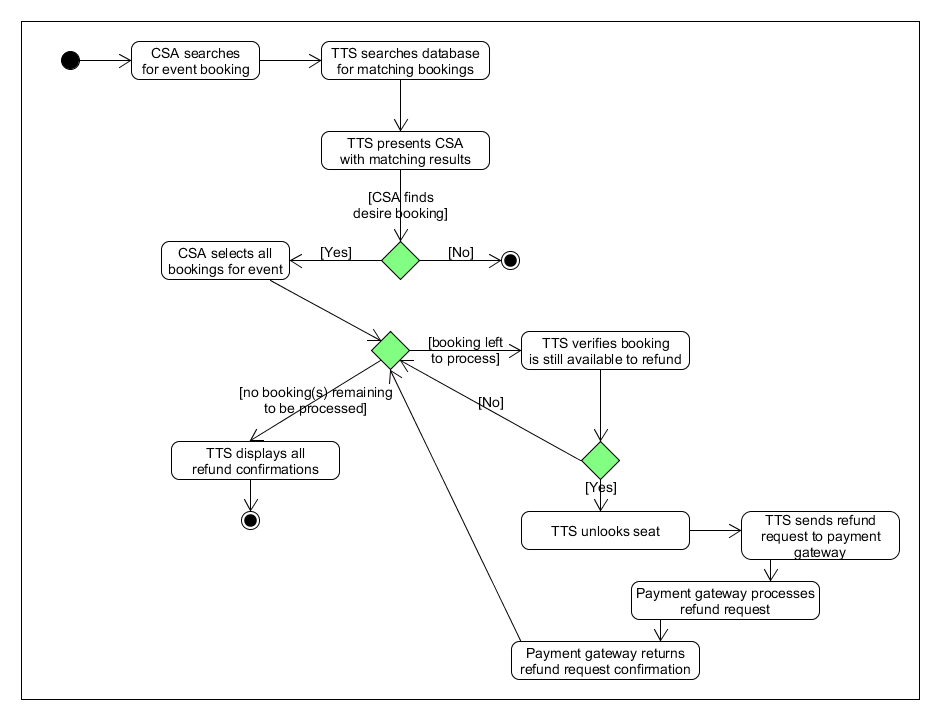 CSA searches
for event booking
TTS searches database
for matching bookings
TTS presents CSA
with matching results
[CSA finds
desire booking]
CSA selects all
bookings for event
[Yes]
[No]
[booking left
to process]
TTS verifies booking
is still available to refund
[no booking(s) remaining
to be processed]
[No]
TTS displays all
refund confirmations
[Yes]
TTS unlooks seat
TTS sends refund
request to payment
gateway
Payment gateway processes
refund request
Payment gateway returns
refund request confirmation